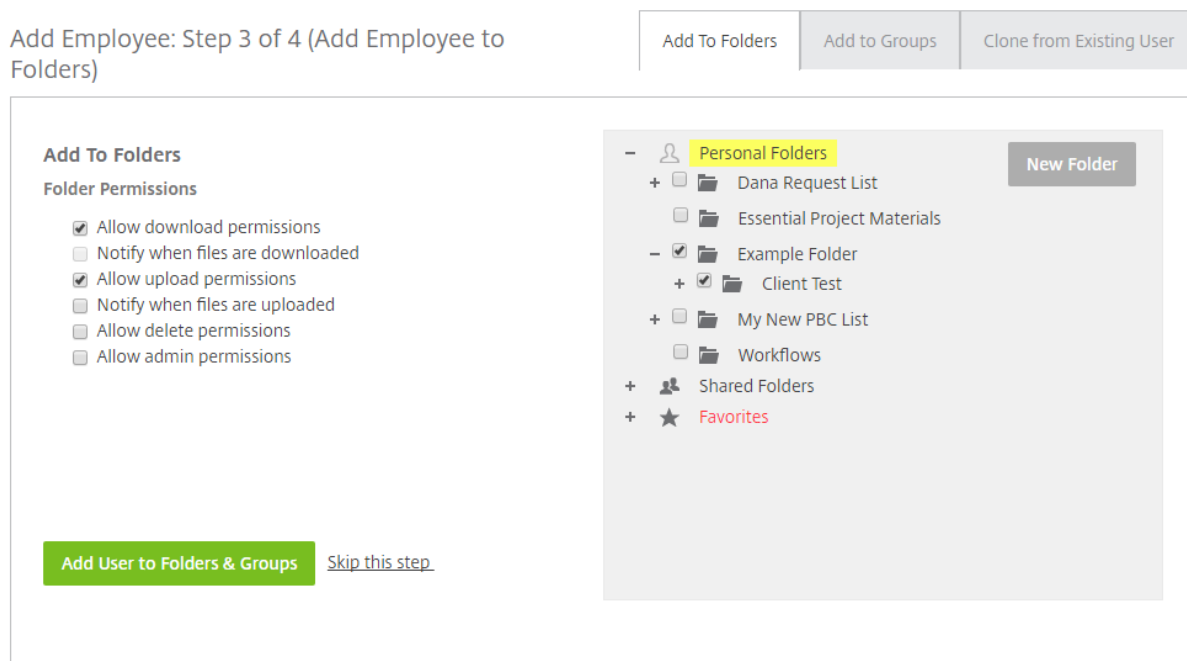 Add Employee: Step 3 of 4 (Add Employee to
Folders)
Add To Folders
Add to Groups
Clone from Existing User
Add To Folders
Folder Permissions
Allow download permissions
Notify when files are downloaded
Allow upload permissions
Notify when files are uploaded
Allow delete permissions
Allow admin permissions
Add User to Folders & Groups
Skip this step
Personal Folders
New Folder
Dana Request List
Essential Project Materials
Example Folder
Client Test
My New PBC List
Workflows
Shared Folders
Favorites